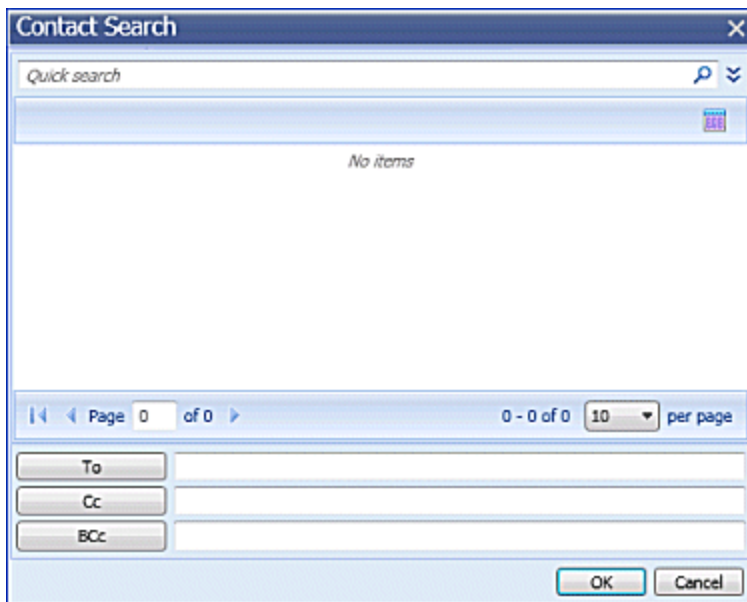 Contact Search
Quick search
No items
Page 0 of 0 0 - 0 of 0 10 per page
To
Cc
BCc
OK Cancel